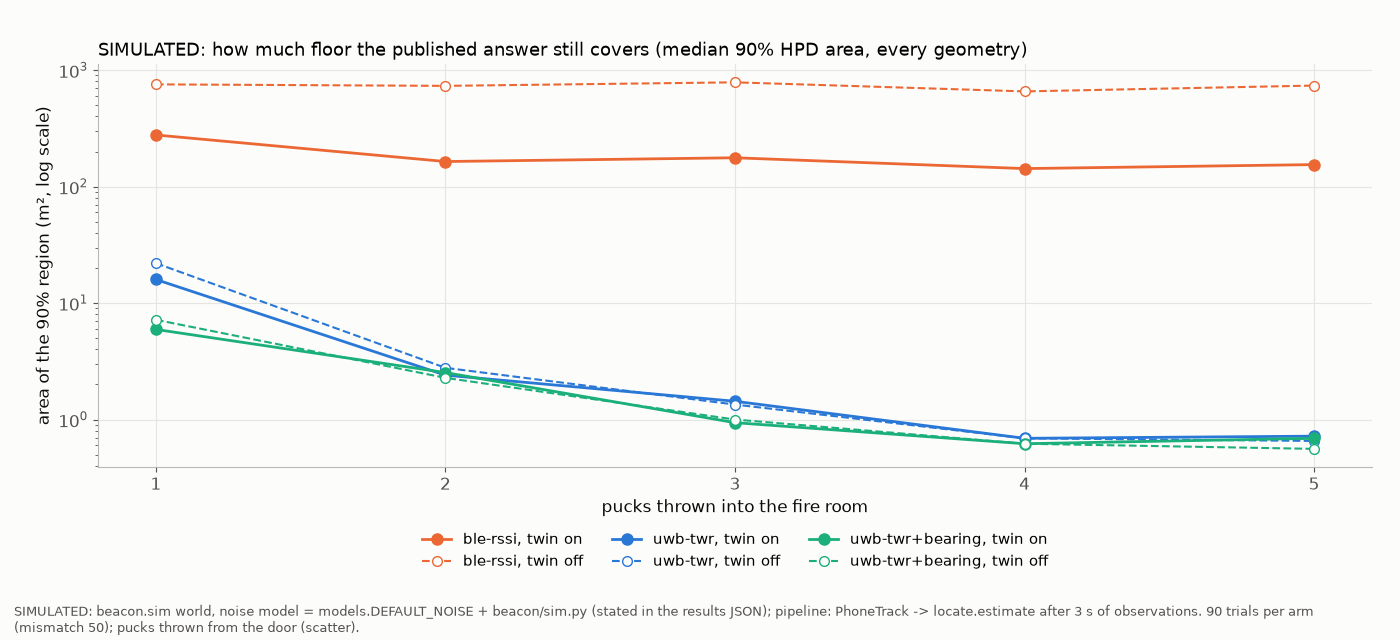 SIMULATED: how much floor the published answer still covers (median 90% HPD area, every geometry)
area of the 90% region (m², log scale)
10³
10²
10¹
10⁰
1 2 3 4 5
pucks thrown into the fire room
ble-rssi, twin on uwb-twr, twin on uwb-twr+bearing, twin on
ble-rssi, twin off uwb-twr, twin off uwb-twr+bearing, twin off
SIMULATED: beacon.sim world, noise model = models.DEFAULT_NOISE + beacon/sim.py (stated in the results JSON); pipeline: PhoneTrack -> locate.estimate after 3 s of observations. 90 trials per arm
(mismatch 50); pucks thrown from the door (scatter).